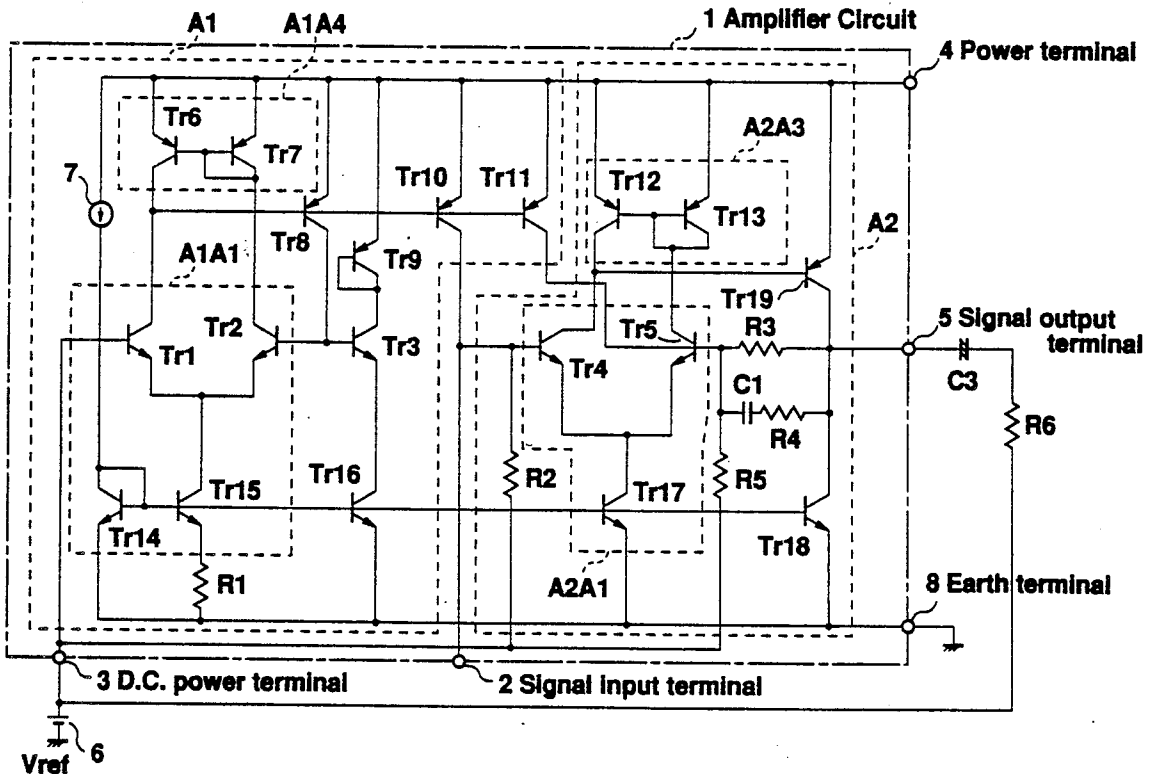 A1 A1A4 1 Amplifier Circuit
4 Power terminal
Tr6
Tr7
A2A3
7
Tr10 Tr11 Tr12
Tr13
Tr8
A2
A1A1
Tr9
Tr19
Tr1
Tr2
Tr3
Tr4
Tr5
R3
5 Signal output
terminal
C1
C3
R4
R6
Tr16
R2
R5
Tr15
Tr17
Tr14
Tr18
R1
A2A1
8 Earth terminal
3 D.C. power terminal
2 Signal input terminal
6
Vref